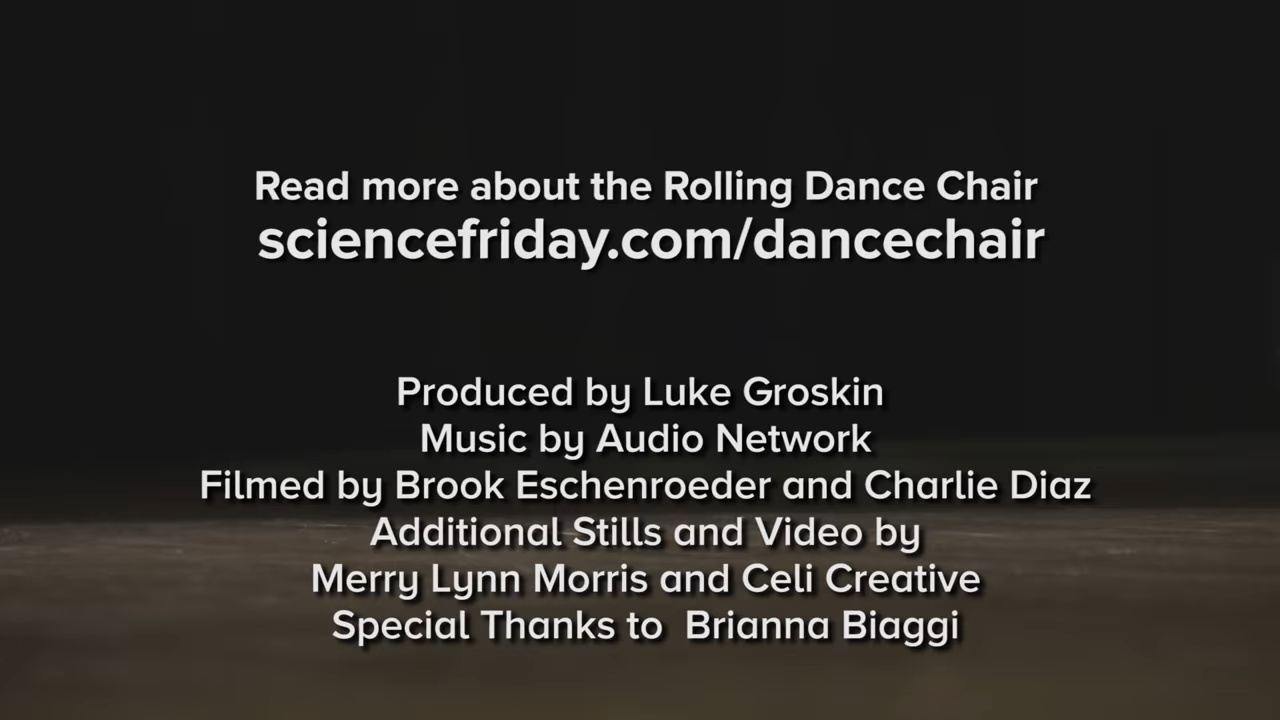 Read more about the Rolling Dance Chair
sciencefriday.com/dancechair
Produced by Luke Groskin
Music by Audio Network
Filmed by Brook Eschenroeder and Charlie Diaz
Additional Stills and Video by
Merry Lynn Morris and Celi Creative
Special Thanks to  Brianna Biaggi